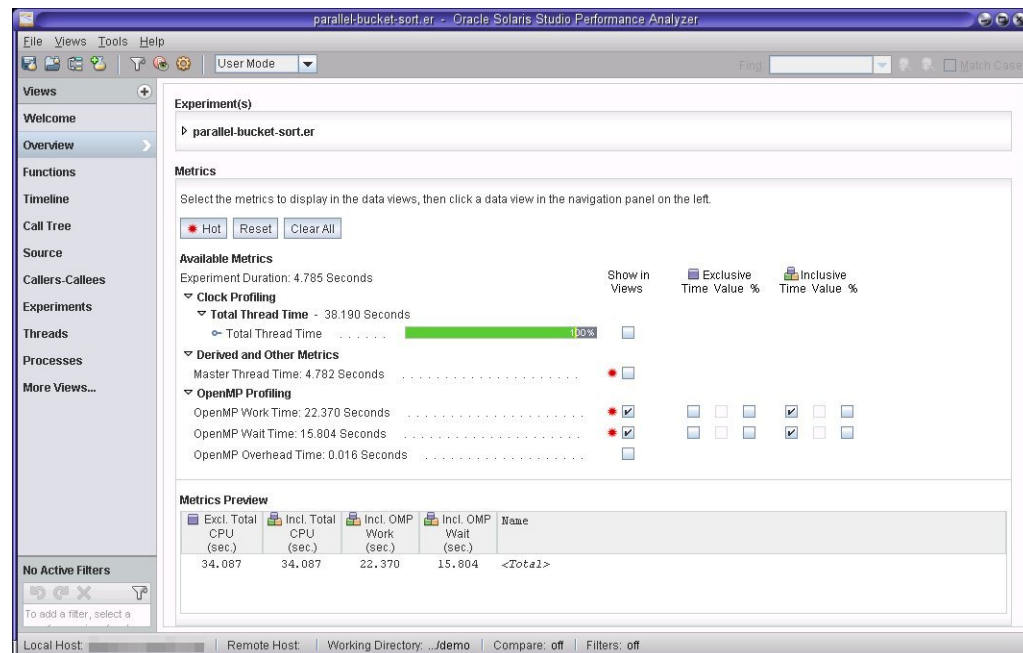 parallel-bucket-sort.er - Oracle Solaris Studio Performance Analyzer
File Views Tools Help
User Mode
Find
Match Case
Views
Welcome
Overview
Functions
Timeline
Call Tree
Source
Callers-Callees
Experiments
Threads
Processes
More Views...
No Active Filters
To add a filter, select a
Experiment(s)
parallel-bucket-sort.er
Metrics
Select the metrics to display in the data views, then click a data view in the navigation panel on the left.
Hot Reset Clear All
Available Metrics
Experiment Duration: 4.785 Seconds
Show in Views
Exclusive
Time Value %
Inclusive
Time Value %
Clock Profiling
Total Thread Time - 38.190 Seconds
Total Thread Time . . . . . . 100%
Derived and Other Metrics
Master Thread Time: 4.782 Seconds
OpenMP Profiling
OpenMP Work Time: 22.370 Seconds
OpenMP Wait Time: 15.804 Seconds
OpenMP Overhead Time: 0.016 Seconds
Metrics Preview
Excl. Total CPU (sec.) Incl. Total CPU (sec.) Incl. OMP Work (sec.) Incl. OMP Wait (sec.) Name
34.087 34.087 22.370 15.804 <Total>
Local Host: Remote Host: Working Directory: .../demo Compare: off Filters: off